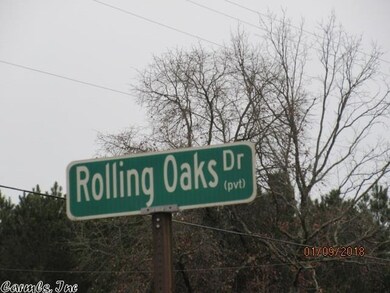 Rolling Oaks Dr
(pvt)
01/09/2018
Carmls, Inc